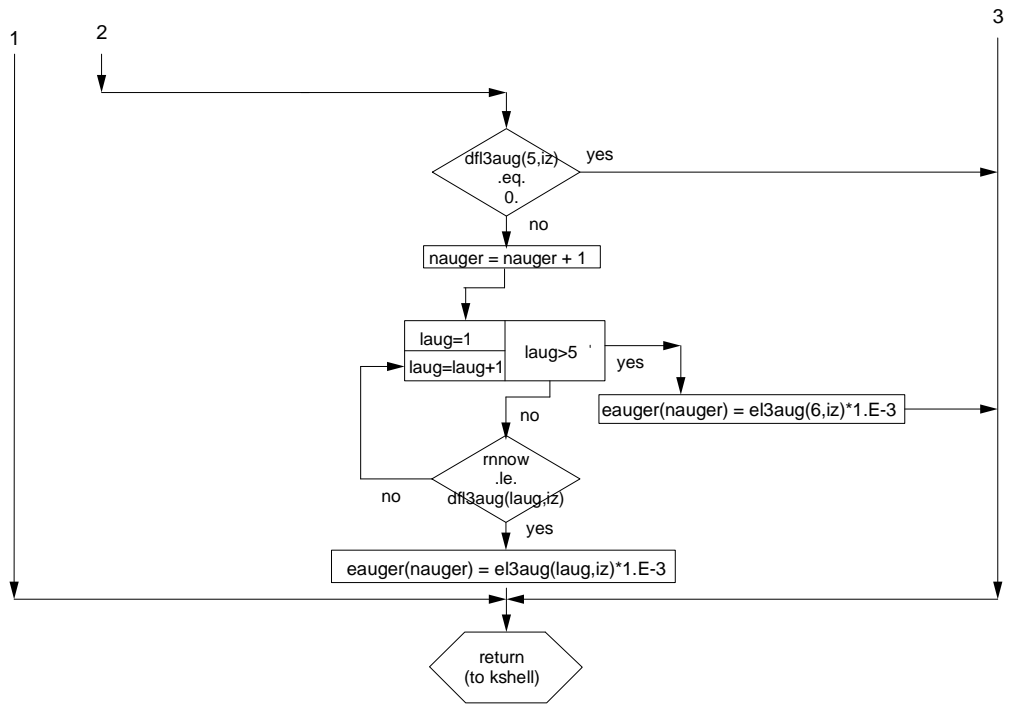 1
2
3
dfl3aug(5,iz)
.eq.
0.
yes
no
nauger = nauger + 1
laug=1
laug=laug+1
laug>5
yes
eauger(nauger) = el3aug(6,iz)*1.E-3
no
rnnow
.le.
dfl3aug(laug,iz)
no
yes
eauger(nauger) = el3aug(laug,iz)*1.E-3
return
(to kshell)